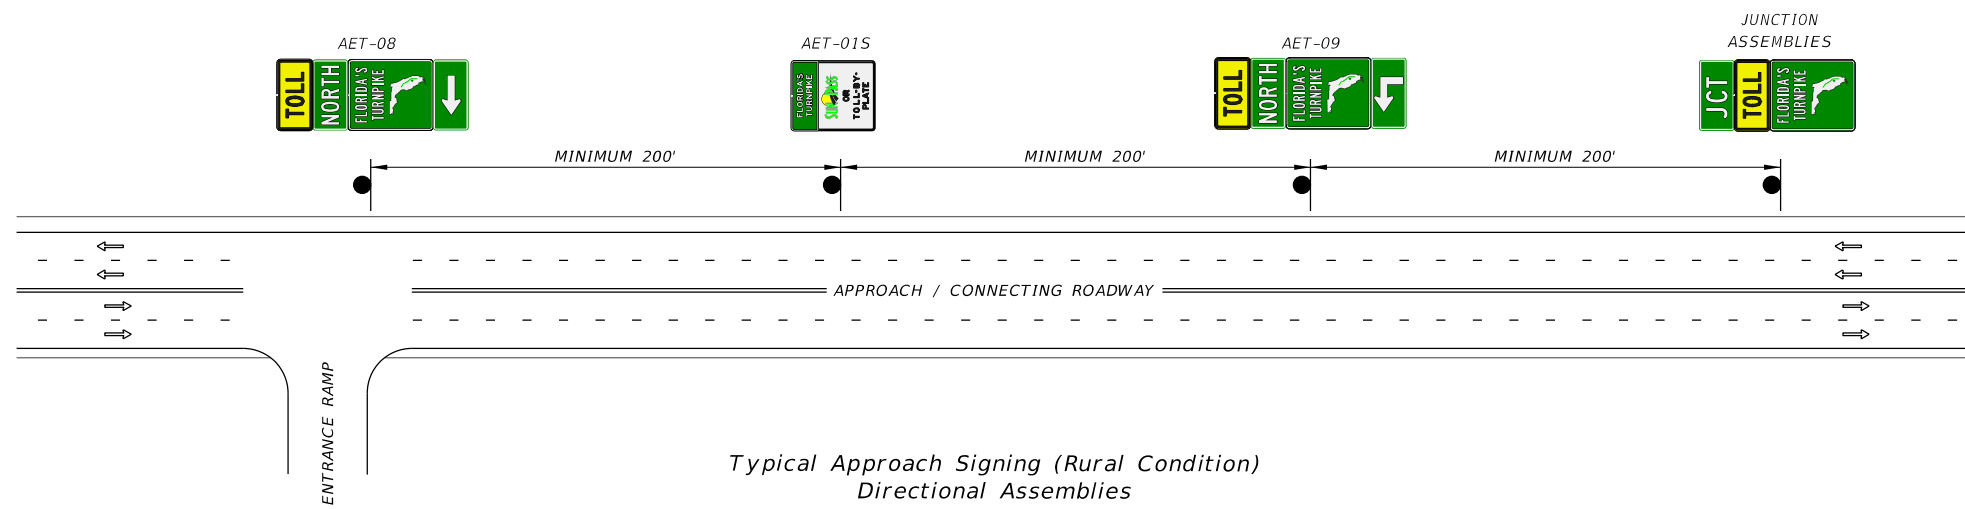 JUNCTION
ASSEMBLIES
AET-08
AET-01S
AET-09
TOLL
NORTH
FLORIDA'S
TURNPIKE
FLORIDA'S
TURNPIKE
SUNPASS
OR
TOLL-BY-
PLATE
TOLL
NORTH
FLORIDA'S
TURNPIKE
JCT
TOLL
FLORIDA'S
TURNPIKE
MINIMUM 200'
MINIMUM 200'
MINIMUM 200'
APPROACH / CONNECTING ROADWAY
ENTRANCE RAMP
Typical Approach Signing (Rural Condition)
Directional Assemblies